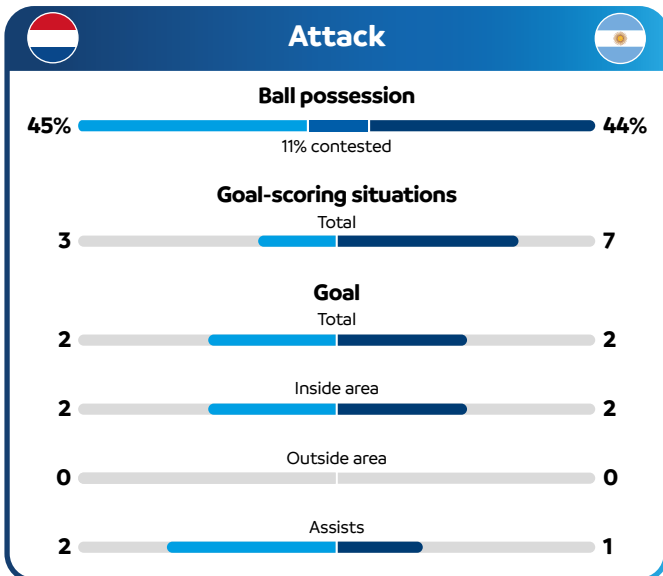 Attack
Ball possession
45% 44%
11% contested
Goal-scoring situations
Total
3 7
Goal
Total
2 2
Inside area
2 2
Outside area
0 0
Assists
2 1